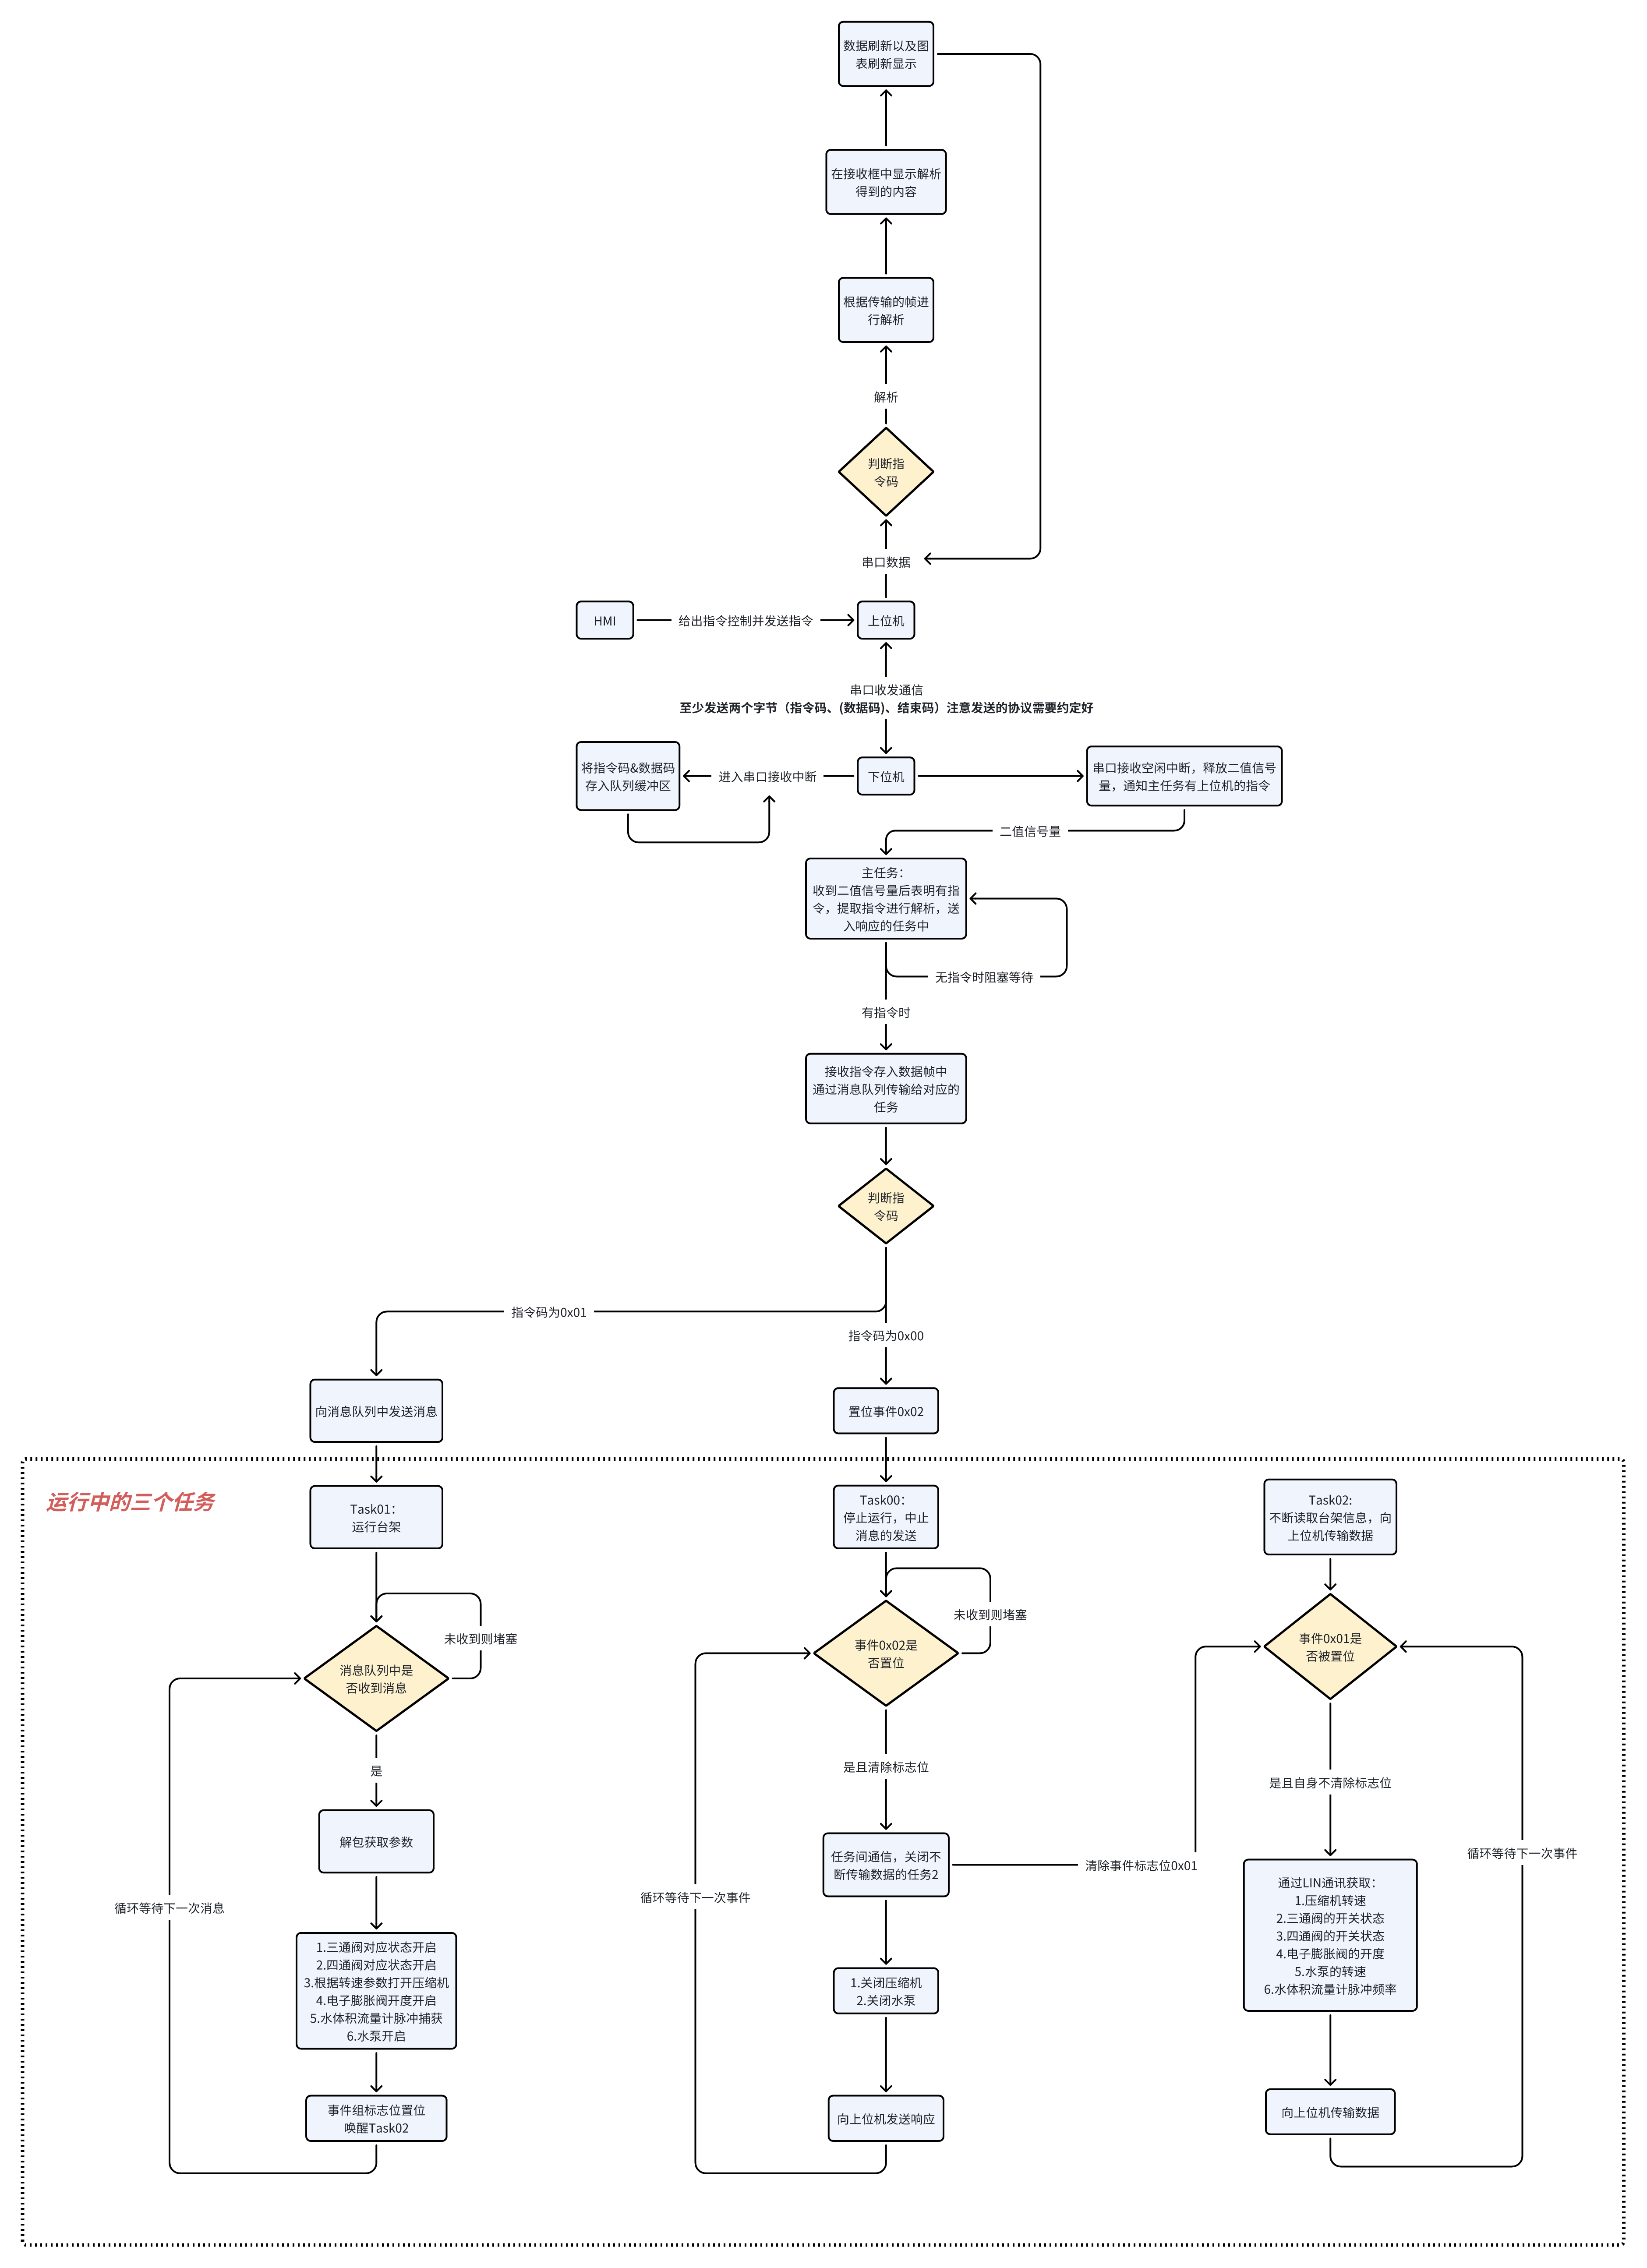 数据刷新以及图
表刷新显示
在接收框中显示解析
得到的内容
根据传输的帧进
行解析
解析
判断指
令码
串口数据
HMI
给出指令控制并发送指令
上位机
串口收发通信
至少发送两个字节（指令码、(数据码)、结束码）注意发送的协议需要约定好
将指令码&数据码
存入队列缓冲区
进入串口接收中断
下位机
串口接收空闲中断，释放二值信号
量，通知主任务有上位机的指令
二值信号量
主任务：
收到二值信号量后表明有指
令，提取指令进行解析，送
入响应的任务中
无指令时阻塞等待
有指令时
接收指令存入数据帧中
通过消息队列传输给对应的
任务
判断指
令码
指令码为0x01
指令码为0x00
向消息队列中发送消息
置位事件0x02
运行中的三个任务
Task01：
运行台架
未收到则堵塞
消息队列中是
否收到消息
是
解包获取参数
循环等待下一次消息
1.三通阀对应状态开启
2.四通阀对应状态开启
3.根据转速参数打开压缩机
4.电子膨胀阀开度开启
5.水体积流量计脉冲捕获
6.水泵开启
事件组标志位置位
唤醒Task02
Task00：
停止运行，中止
消息的发送
未收到则堵塞
事件0x02是
否置位
是且清除标志位
任务间通信，关闭不
断传输数据的任务2
清除事件标志位0x01
循环等待下一次事件
1.关闭压缩机
2.关闭水泵
向上位机发送响应
Task02:
不断读取台架信息，向
上位机传输数据
事件0x01是
否被置位
是且自身不清除标志位
循环等待下一次事件
通过LIN通讯获取：
1.压缩机转速
2.三通阀的开关状态
3.四通阀的开关状态
4.电子膨胀阀的开度
5.水泵的转速
6.水体积流量计脉冲频率
向上位机传输数据